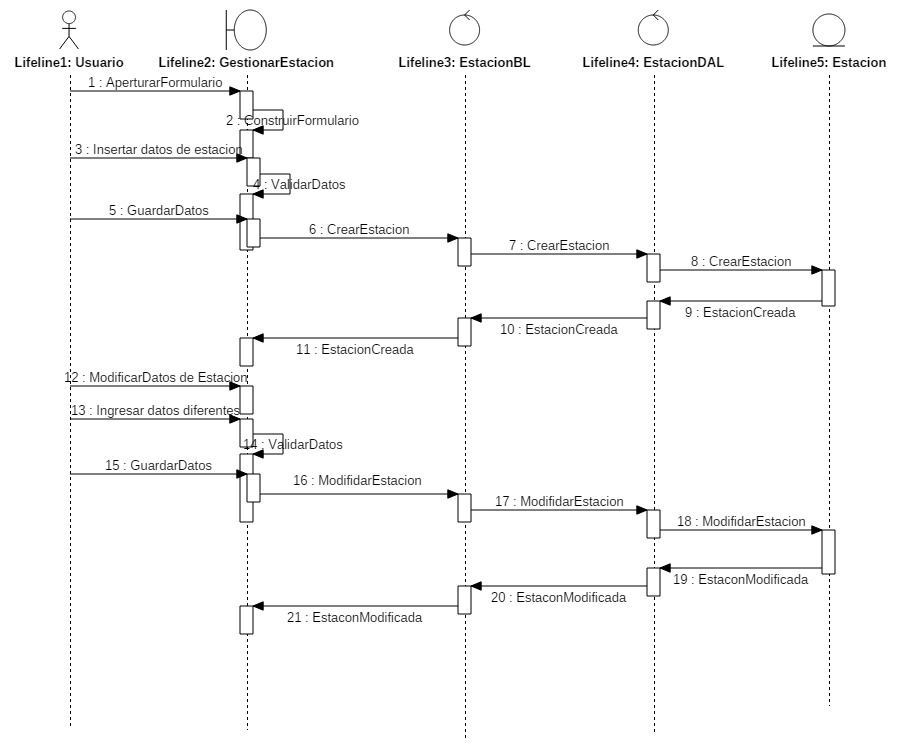 Lifeline1: Usuario
Lifeline2: GestionarEstacion
Lifeline3: EstacionBL
Lifeline4: EstacionDAL
Lifeline5: Estacion
1 : AperturarFormulario
2 : ConstruirFormulario
3 : Insertar datos de estacion
4 : ValidarDatos
5 : GuardarDatos
6 : CrearEstacion
7 : CrearEstacion
8 : CrearEstacion
9 : EstacionCreada
10 : EstacionCreada
11 : EstacionCreada
12 : ModificarDatos de Estacion
13 : Ingresar datos diferentes
14 : ValidarDatos
15 : GuardarDatos
16 : ModifidarEstacion
17 : ModifidarEstacion
18 : ModifidarEstacion
19 : EstaconModificada
20 : EstaconModificada
21 : EstaconModificada